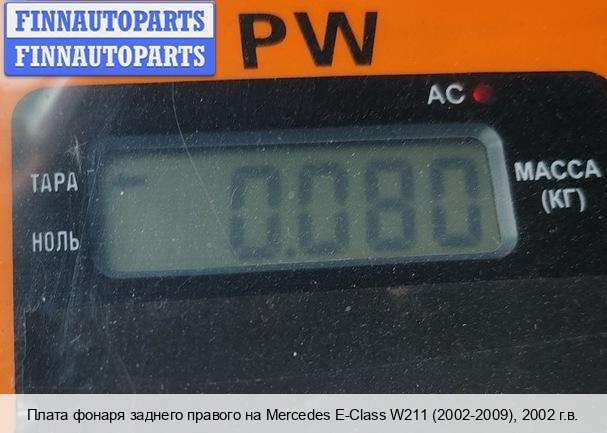 FINNAUTOPARTS
FINNAUTOPARTS
PW
AC
ТАРА
НОЛЬ
0.080
МАССА
(КГ)
Плата фонаря заднего правого на Mercedes E-Class W211 (2002-2009), 2002 г.в.